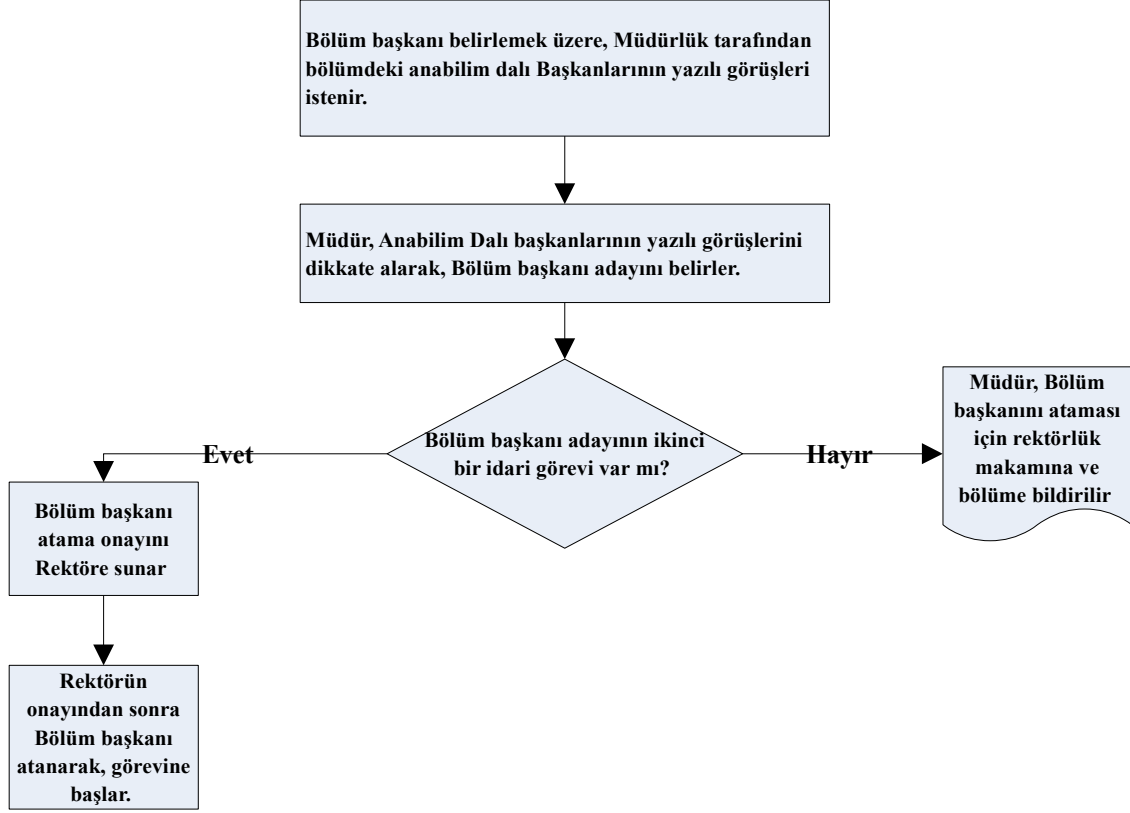 Bölüm başkanı belirlemek üzere, Müdürlük tarafından
bölümdeki anabilim dalı Başkanlarının yazılı görüşleri
istenir.
Müdür, Anabilim Dalı başkanlarının yazılı görüşlerini
dikkate alarak, Bölüm başkanı adayını belirler.
Bölüm başkanı adayının ikinci
bir idari görevi var mı?
Evet
Hayır
Müdür, Bölüm
başkanını ataması
için rektörlük
makamına ve
bölüme bildirilir
Bölüm başkanı
atama onayını
Rektöre sunar
Rektörün
onayından sonra
Bölüm başkanı
atanarak, görevine
başlar.